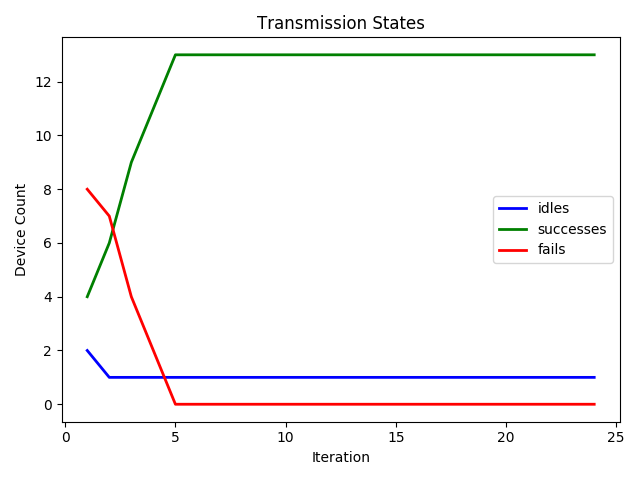 Transmission States
Device Count
12
10
8
6
4
2
0
idles
successes
fails
0 5 10 15 20 25
Iteration